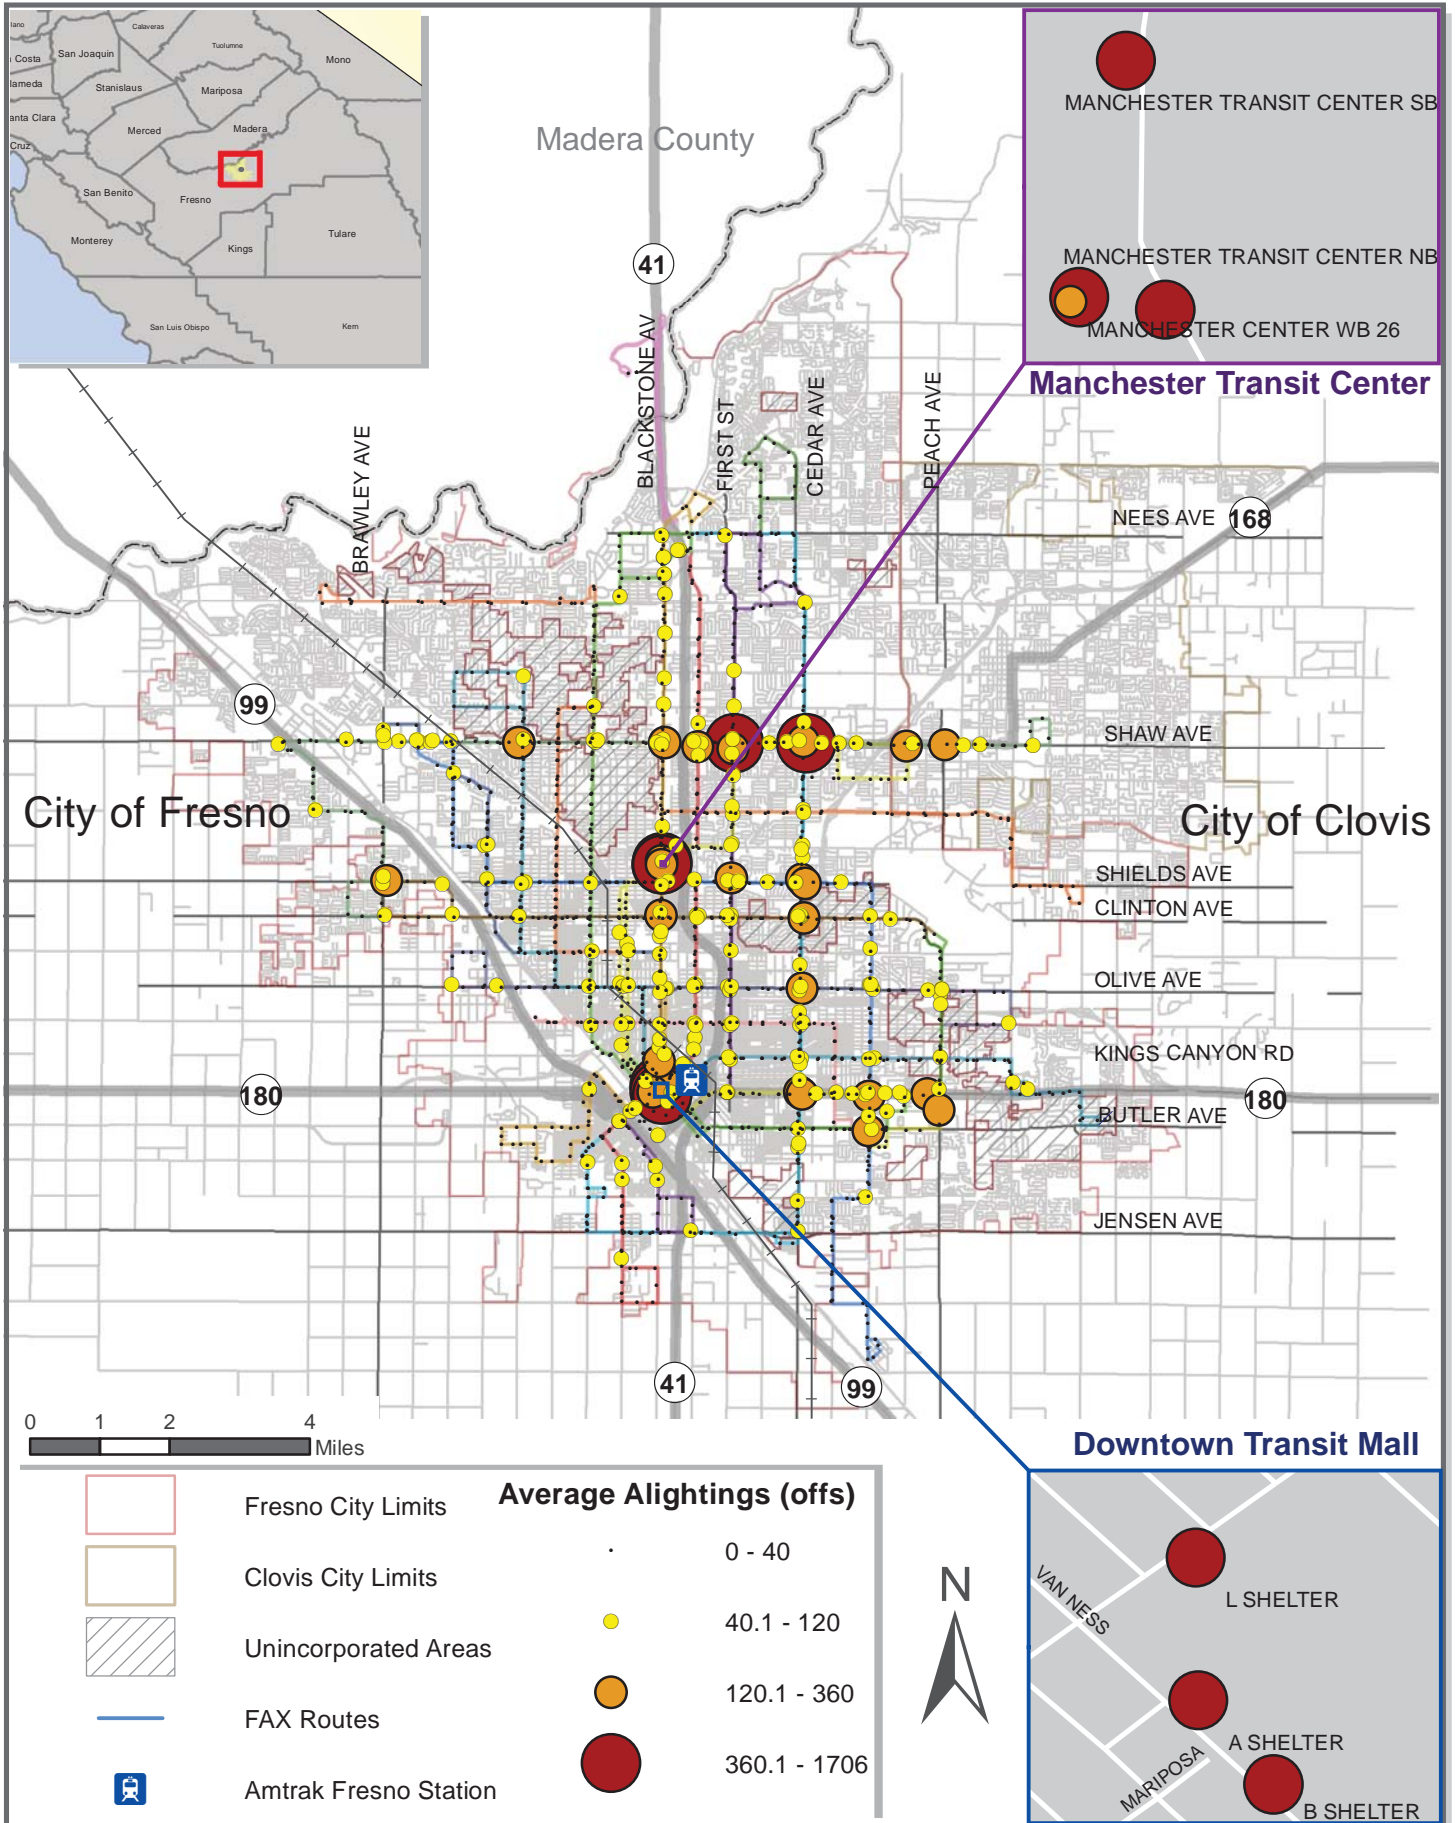 lano
Calaveras
Tuolumne
Mono
Costa
San Joaquin
lameda
Stanislaus
Mariposa
anta Clara
Merced
Madera
Cruz
San Benito
Fresno
Monterey
Kings
Tulare
San Luis Obispo
Kern
Madera County
41
MANCHESTER TRANSIT CENTER SB
MANCHESTER TRANSIT CENTER NB
MANCHESTER CENTER WB 26
Manchester Transit Center
BRAWLEY AVE
BLACKSTONE AV
FIRST ST
CEDAR AVE
PEACH AVE
NEES AVE
168
99
SHAW AVE
City of Fresno
City of Clovis
SHIELDS AVE
CLINTON AVE
OLIVE AVE
KINGS CANYON RD
180
180
BUTLER AVE
JENSEN AVE
41
99
0 1 2 4
Miles
Downtown Transit Mall
VAN NESS
L SHELTER
A SHELTER
MARIPOSA
B SHELTER
N
Fresno City Limits
Clovis City Limits
Unincorporated Areas
FAX Routes
Amtrak Fresno Station
Average Alightings (offs)
0 - 40
40.1 - 120
120.1 - 360
360.1 - 1706